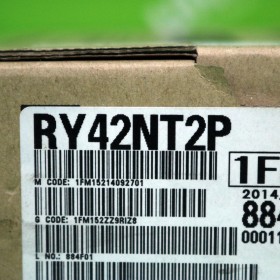 RY42NT2P
M CODE: 1FM15214092701
1F
2014
G CODE: 1FM152ZZ9RIZ8
884
00011
L NO.: 884F01